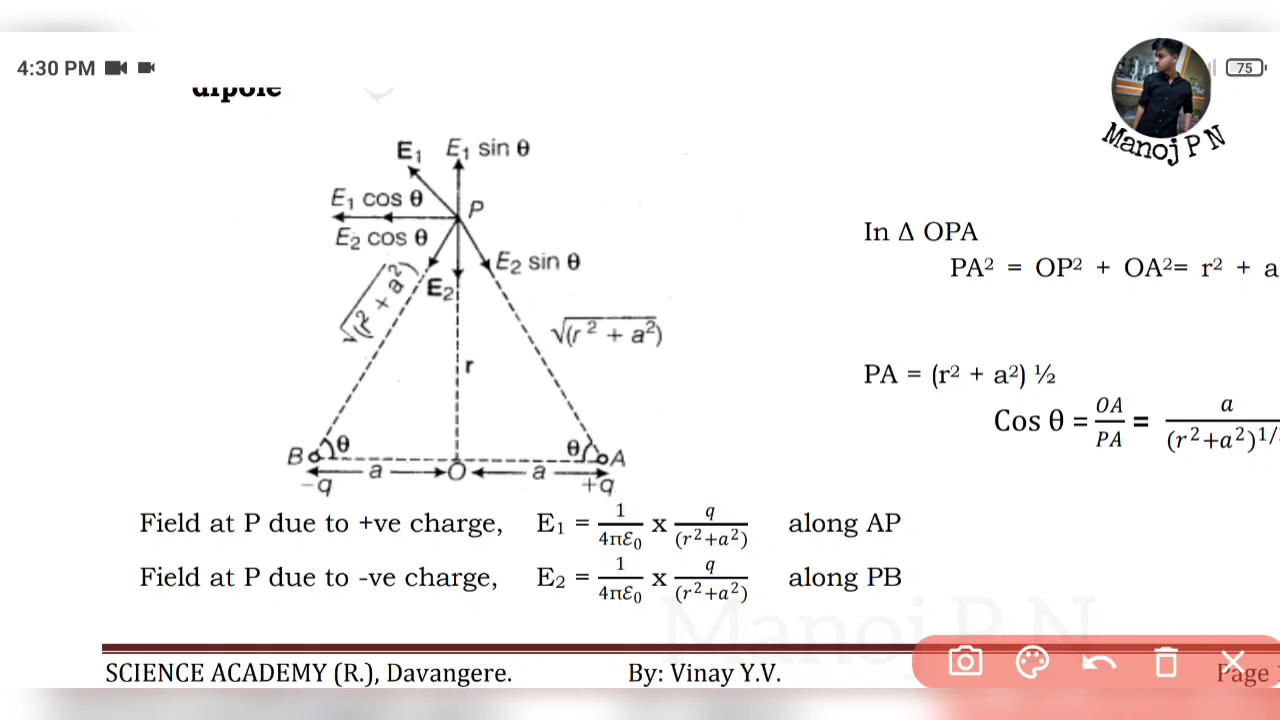 4:30 PM 75
dipole
Manoj P N
E₁ E₁ sin θ
E₁ cos θ P
E₂ cos θ
E₂ sin θ
E₂
√(r² + a²)
√(r² + a²)
r
B θ θ A
a O a
-q +q
In Δ OPA
PA² = OP² + OA²= r² + a
PA = (r² + a²) ½
Cos θ = OA/PA = a/(r²+a²)1/
Field at P due to +ve charge, E₁ = 1/4πε₀ x q/(r²+a²) along AP
Field at P due to -ve charge, E₂ = 1/4πε₀ x q/(r²+a²) along PB
Manoj P N
SCIENCE ACADEMY (R.), Davangere. By: Vinay Y.V. Page